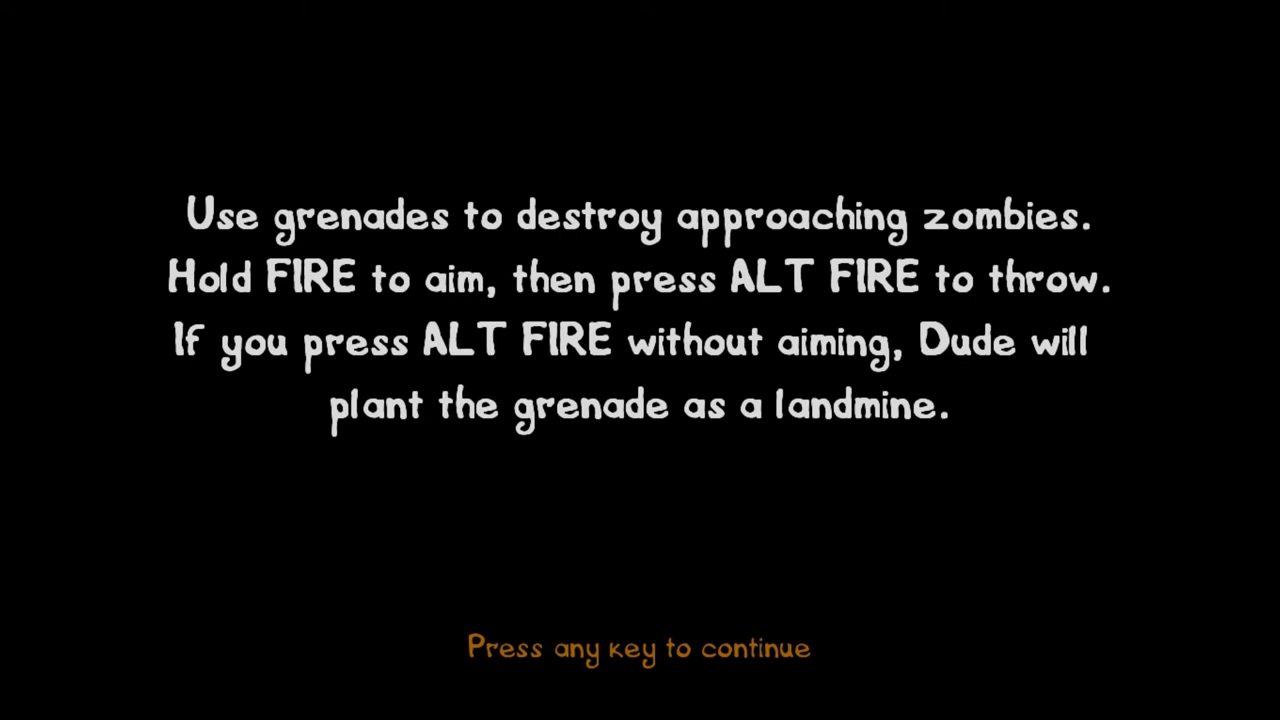 Use grenades to destroy approaching zombies.
Hold FIRE to aim, then press ALT FIRE to throw.
If you press ALT FIRE without aiming, Dude will
plant the grenade as a landmine.
Press any key to continue